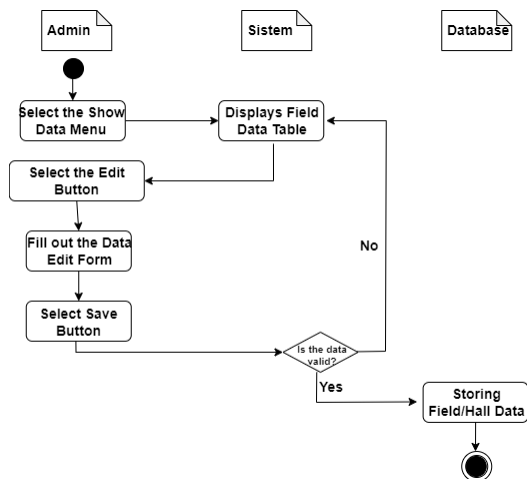 Admin
Sistem
Database
Select the Show
Data Menu
Displays Field
Data Table
Select the Edit
Button
Fill out the Data
Edit Form
No
Select Save
Button
Is the data
valid?
Yes
Storing
Field/Hall Data